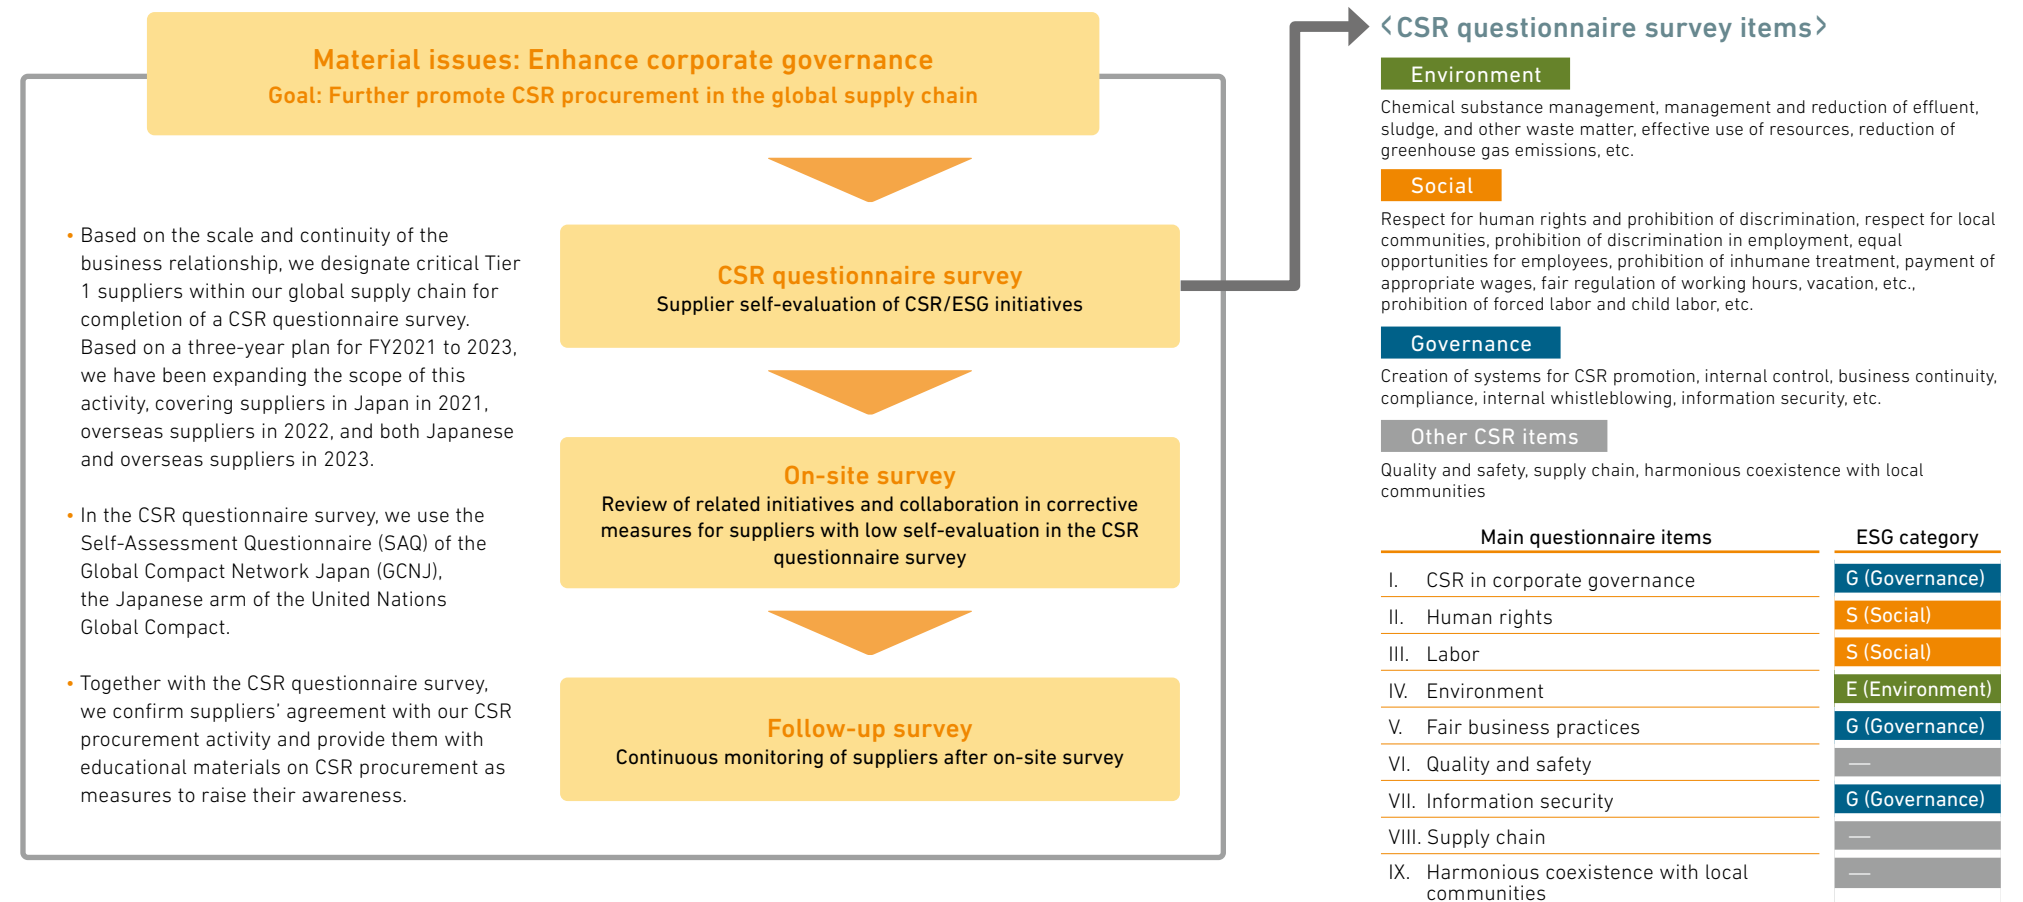 Material issues: Enhance corporate governance
Goal: Further promote CSR procurement in the global supply chain
• Based on the scale and continuity of the
business relationship, we designate critical Tier
1 suppliers within our global supply chain for
completion of a CSR questionnaire survey.
Based on a three-year plan for FY2021 to 2023,
we have been expanding the scope of this
activity, covering suppliers in Japan in 2021,
overseas suppliers in 2022, and both Japanese
and overseas suppliers in 2023.
• In the CSR questionnaire survey, we use the
Self-Assessment Questionnaire (SAQ) of the
Global Compact Network Japan (GCNJ),
the Japanese arm of the United Nations
Global Compact.
• Together with the CSR questionnaire survey,
we confirm suppliers' agreement with our CSR
procurement activity and provide them with
educational materials on CSR procurement as
measures to raise their awareness.
CSR questionnaire survey
Supplier self-evaluation of CSR/ESG initiatives
On-site survey
Review of related initiatives and collaboration in corrective
measures for suppliers with low self-evaluation in the CSR
questionnaire survey
Follow-up survey
Continuous monitoring of suppliers after on-site survey
<CSR questionnaire survey items>
Environment
Chemical substance management, management and reduction of effluent,
sludge, and other waste matter, effective use of resources, reduction of
greenhouse gas emissions, etc.
Social
Respect for human rights and prohibition of discrimination, respect for local
communities, prohibition of discrimination in employment, equal
opportunities for employees, prohibition of inhumane treatment, payment of
appropriate wages, fair regulation of working hours, vacation, etc.,
prohibition of forced labor and child labor, etc.
Governance
Creation of systems for CSR promotion, internal control, business continuity,
compliance, internal whistleblowing, information security, etc.
Other CSR items
Quality and safety, supply chain, harmonious coexistence with local
communities
Main questionnaire items ESG category
I. CSR in corporate governance G (Governance)
II. Human rights S (Social)
III. Labor S (Social)
IV. Environment E (Environment)
V. Fair business practices G (Governance)
VI. Quality and safety —
VII. Information security G (Governance)
VIII. Supply chain —
IX. Harmonious coexistence with local —
communities